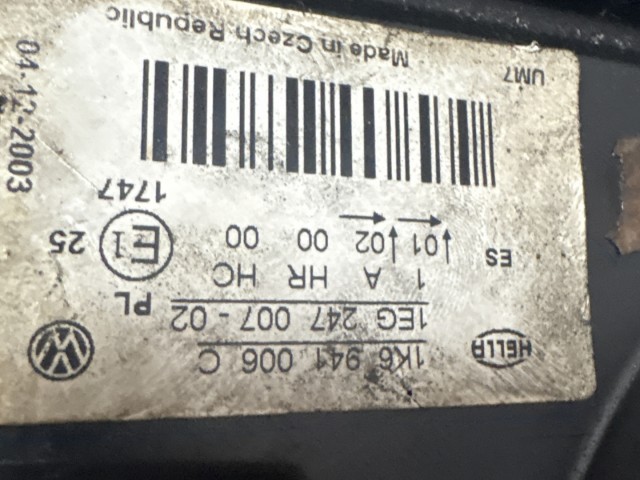 HELLA
1K6 941 006 C
1EG 247 007-02
PL
1 A HR HC
ES
01 02 00 00
E1
25
1747
UM7
Made in Czech Republic
04-12-2003